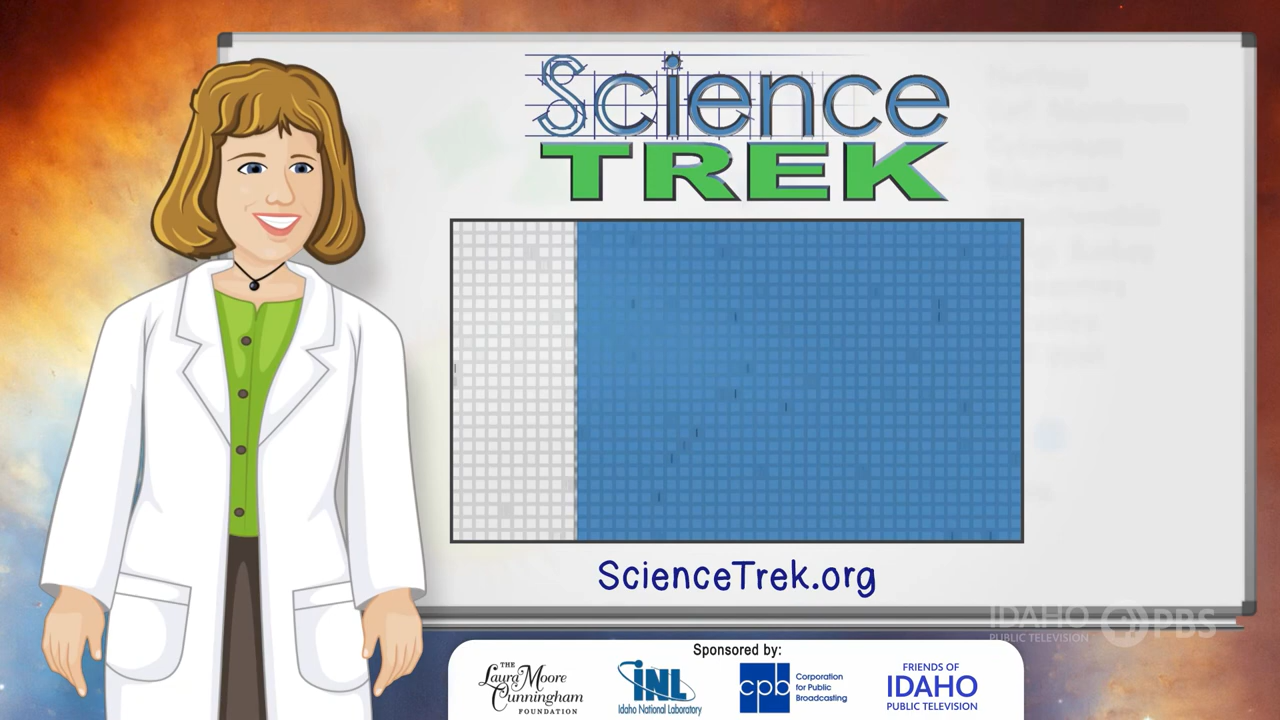 Science
TREK
ScienceTrek.org
IDAHO
PUBLIC TELEVISION
PBS
Sponsored by:
THE
Laura Moore
Cunningham
FOUNDATION
INL
Idaho National Laboratory
cpb
Corporation
for Public
Broadcasting
FRIENDS OF
IDAHO
PUBLIC TELEVISION